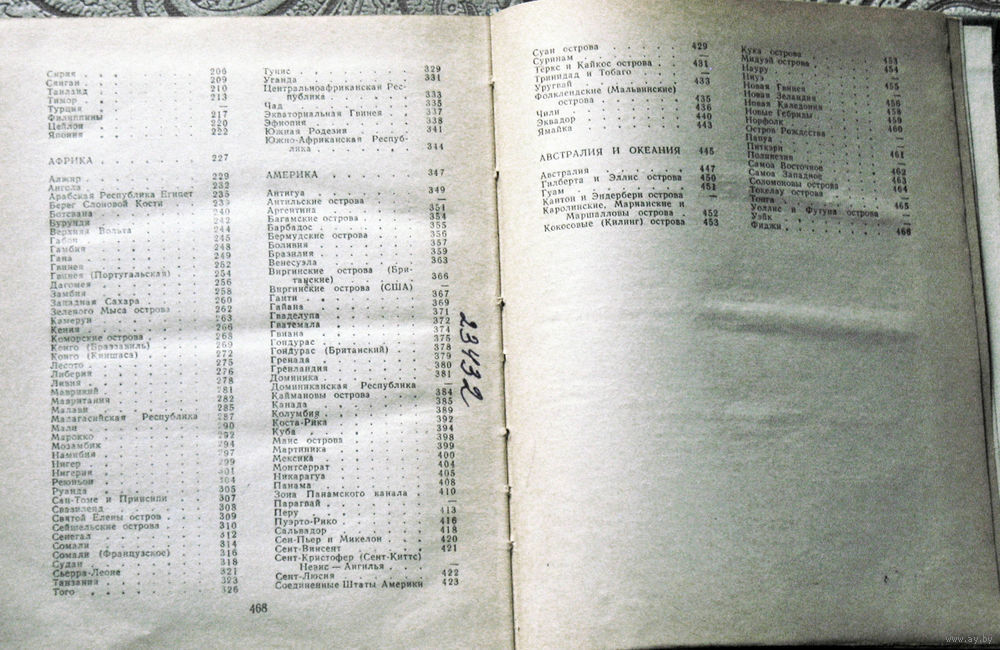 Сирия . . . 206
Сянган . . . 209
Таиланд . . . 210
Тимор . . . 213
Турция . . . —
Филиппины . . . 217
Цейлон . . . 220
Япония . . . 222
АФРИКА . . . 227
Алжир . . . 229
Ангола . . . 232
Арабская Республика Египет 235
Берег Слоновой Кости . . 239
Ботсвана . . . 240
Бурунди . . . 242
Верхняя Вольта . . . 244
Габон . . . 245
Гамбия . . . 248
Гана . . . 249
Гвинея . . . 252
Гвинея (Португальская) . . 254
Дагомея . . . 256
Замбия . . . 258
Западная Сахара . . . 260
Зеленого Мыса острова . . 262
Камерун . . . 263
Кения . . . 266
Коморские острова . . . 268
Конго (Браззавиль) . . . 269
Конго (Киншаса) . . . 272
Лесото . . . 275
Либерия . . . 276
Ливия . . . 278
Маврикий . . . 281
Мавритания . . . 282
Малави . . . 285
Малагасийская Республика 287
Мали . . . 290
Марокко . . . 292
Мозамбик . . . 294
Намибия . . . 297
Нигер . . . 299
Нигерия . . . 301
Реюньон . . . 304
Руанда . . . 305
Сан-Томе и Принсипи . . 307
Свазиленд . . . 308
Святой Елены остров . . 309
Сейшельские острова . . 310
Сенегал . . . 312
Сомали . . . 314
Сомали (Французское) . . 316
Судан . . . 318
Сьерра-Леоне . . . 321
Танзания . . . 323
Того . . . 326
Тунис . . . 329
Уганда . . . 331
Центральноафриканская Рес-
публика . . . 333
Чад . . . 335
Экваториальная Гвинея . . 337
Эфиопия . . . 338
Южная Родезия . . . 341
Южно-Африканская Респуб-
лика . . . 344
АМЕРИКА . . . 347
Антигуа . . . 349
Антильские острова . . . —
Аргентина . . . 351
Багамские острова . . . 354
Барбадос . . . 355
Бермудские острова . . . 356
Боливия . . . 357
Бразилия . . . 359
Венесуэла . . . 363
Виргинские острова (Бри-
танские) . . . 366
Виргинские острова (США) —
Гаити . . . 367
Гайана . . . 369
Гваделупа . . . 371
Гватемала . . . 372
Гвиана . . . 374
Гондурас . . . 375
Гондурас (Британский) . . 378
Гренада . . . 379
Гренландия . . . 380
Доминика . . . 381
Доминиканская Республика —
Каймановы острова . . . 384
Канада . . . 385
Колумбия . . . 389
Коста-Рика . . . 392
Куба . . . 394
Маис острова . . . 398
Мартиника . . . 399
Мексика . . . 400
Монтсеррат . . . 404
Никарагуа . . . 405
Панама . . . 408
Зона Панамского канала . 410
Парагвай . . . —
Перу . . . 413
Пуэрто-Рико . . . 416
Сальвадор . . . 418
Сен-Пьер и Микелон . . . 420
Сент-Винсент . . . 421
Сент-Кристофер (Сент-Киттс)
Невис — Ангилья . . . —
Сент-Люсия . . . 422
Соединенные Штаты Америки 423
468
23432
Суан острова . . . 429
Суринам . . . —
Теркс и Кайкос острова . . 431
Тринидад и Тобаго . . . —
Уругвай . . . 433
Фолклендские (Мальвинские)
острова . . . 435
Чили . . . 436
Эквадор . . . 440
Ямайка . . . 443
АВСТРАЛИЯ И ОКЕАНИЯ 445
Австралия . . . 447
Гилберта и Эллис острова . 450
Гуам . . . 451
Кантон и Эндербери острова —
Каролинские, Марианские и
Маршалловы острова . 452
Кокосовые (Килинг) острова 453
Кука острова
Мидуэй острова . . . 453
Науру . . . 454
Ниуэ . . . —
Новая Гвинея . . . 455
Новая Зеландия
Новая Каледония . . . 456
Новые Гебриды . . . 458
Норфолк . . . 459
Остров Рождества . . . 460
Папуа . . . —
Питкэрн . . . —
Полинезия . . . 461
Самоа Восточное . . . —
Самоа Западное . . . 462
Соломоновы острова . . . 463
Токелау острова . . . 464
Тонга . . . —
Уоллис и Футуна острова . 465
Уэйк . . . —
Фиджи . . . 466
www.ay.by